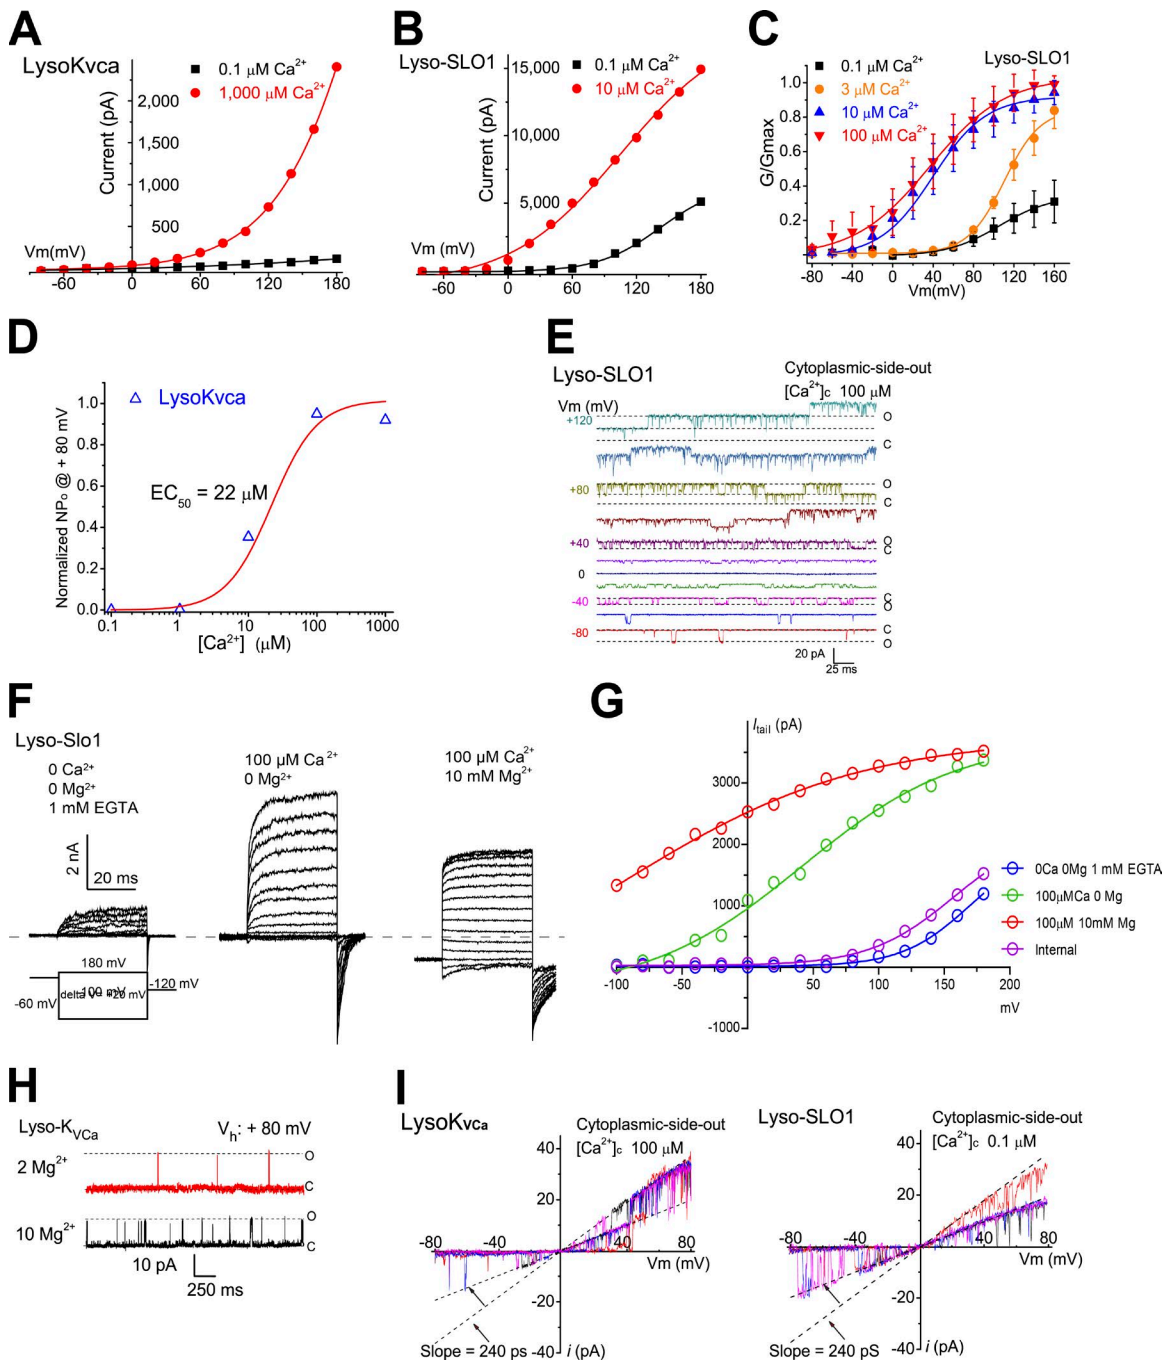 A
LysoKvca
0.1 μM Ca²⁺
1,000 μM Ca²⁺
Current (pA)
2,000
1,500
1,000
500
Vm(mV)
-60 0 60 120 180
B
Lyso-SLO1
15,000
0.1 μM Ca²⁺
10 μM Ca²⁺
Current (pA)
10,000
5,000
Vm (mV)
-60 0 60 120 180
C
Lyso-SLO1
1.0
0.1 μM Ca²⁺
3 μM Ca²⁺
10 μM Ca²⁺
100 μM Ca²⁺
G/Gmax
0.8
0.6
0.4
0.2
-80 -40 0 40 80 120 160
Vm(mV)
D
LysoKvca
Normalized NPₒ @ + 80 mV
1.0
0.8
0.6
0.4
0.2
0.0
EC₅₀ = 22 μM
0.1 1 10 100 1000
[Ca²⁺] (μM)
E
Lyso-SLO1
Cytoplasmic-side-out
[Ca²⁺]c 100 μM
Vm (mV)
+120 O
C
+80 O
C
+40 O
C
0
-40 C
O
-80 C
O
20 pA
25 ms
F
Lyso-Slo1
0 Ca²⁺
0 Mg²⁺
1 mM EGTA
100 μM Ca²⁺
0 Mg²⁺
100 μM Ca²⁺
10 mM Mg²⁺
2 nA
20 ms
180 mV
-60 mV
-100 mV
-120 mV
G
Itail (pA)
3000
2000
1000
-1000
-100 -50 50 100 150 200
mV
0Ca 0Mg 1 mM EGTA
100μMCa 0 Mg
100μM 10mM Mg
Internal
H
Lyso-KVCa
Vh: + 80 mV
2 Mg²⁺
O
C
10 Mg²⁺
O
C
10 pA
250 ms
I
LysoKVCa
Cytoplasmic-side-out
[Ca²⁺]c 100 μM
40
20
-80 -40 40 80
Vm (mV)
-20
-40
Slope = 240 ps
i (pA)
Lyso-SLO1
Cytoplasmic-side-out
[Ca²⁺]c 0.1 μM
40
20
-80 -40 40 80
Vm (mV)
-20
-40
Slope = 240 pS
i (pA)